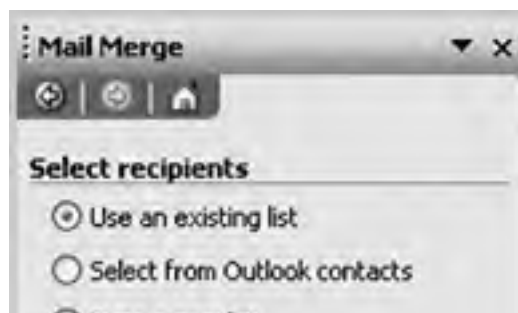 Mail Merge
Select recipients
Use an existing list
Select from Outlook contacts